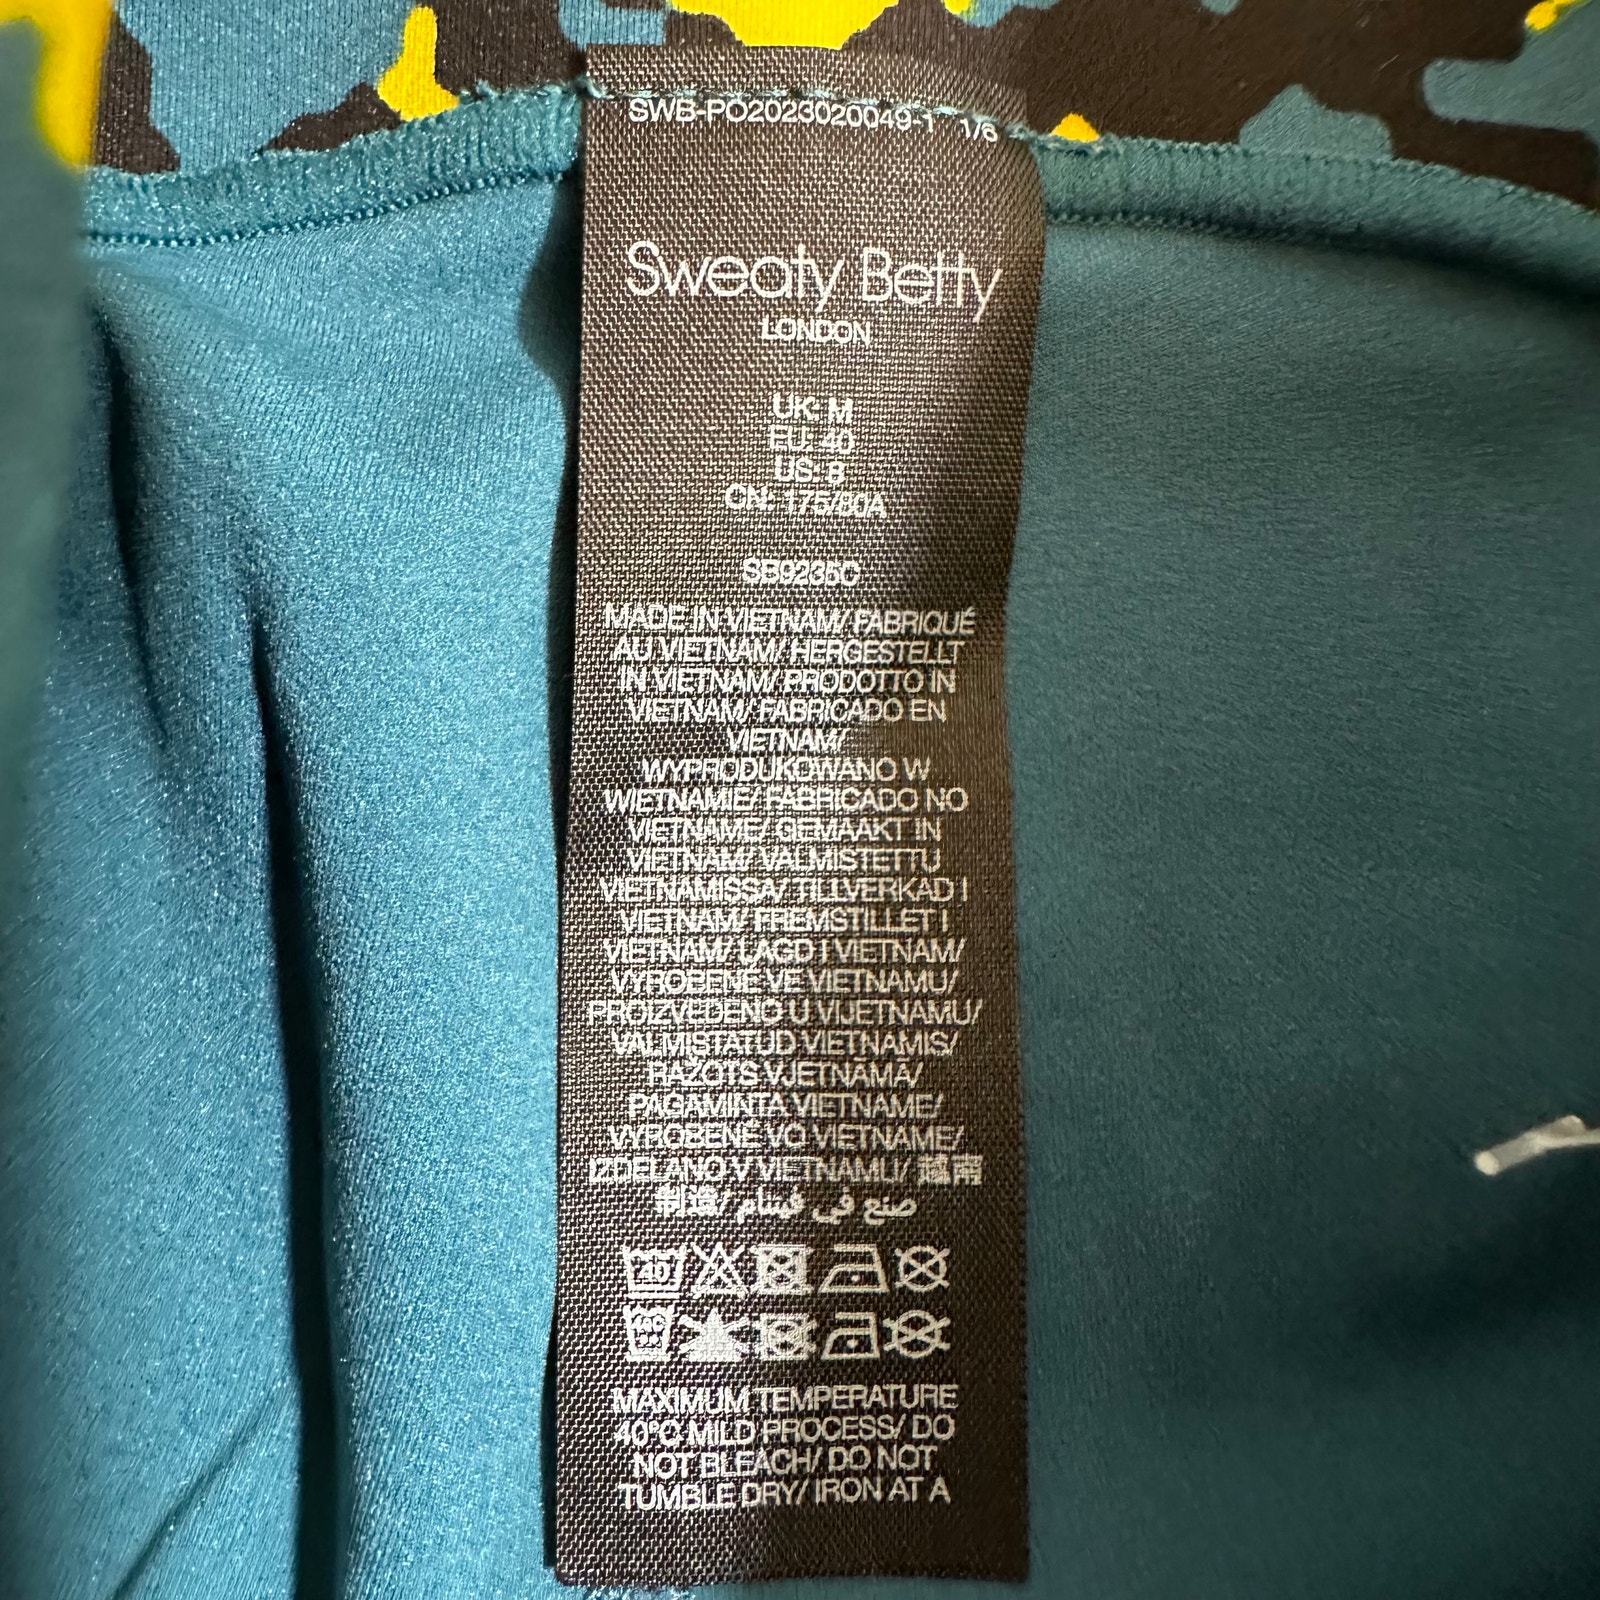 SWB-PO2023020049-1 1/6
Sweaty Betty
LONDON
UK: M
EU: 40
US: 8
CN: 175/80A
SB9235C
MADE IN VIETNAM/ FABRIQUÉ
AU VIETNAM/ HERGESTELLT
IN VIETNAM/ PRODOTTO IN
VIETNAM/ FABRICADO EN
VIETNAM/
WYPRODUKOWANO W
WIETNAMIE/ FABRICADO NO
VIETNAME/ GEMAAKT IN
VIETNAM/ VALMISTETTU
VIETNAMISSA/ TILLVERKAD I
VIETNAM/ FREMSTILLET I
VIETNAM/ LAGD I VIETNAM/
VYROBENÉ VE VIETNAMU/
PROIZVEDENO U VIJETNAMU/
VALMISTATUD VIETNAMIS/
RAŽOTS VJETNĀMĀ/
PAGAMINTA VIETNAME/
VYROBENÉ VO VIETNAME/
IZDELANO V VIETNAMU/ 越南
制造/ صنع في فيتنام
40
40C
MAXIMUM TEMPERATURE
40°C MILD PROCESS/ DO
NOT BLEACH/ DO NOT
TUMBLE DRY/ IRON AT A